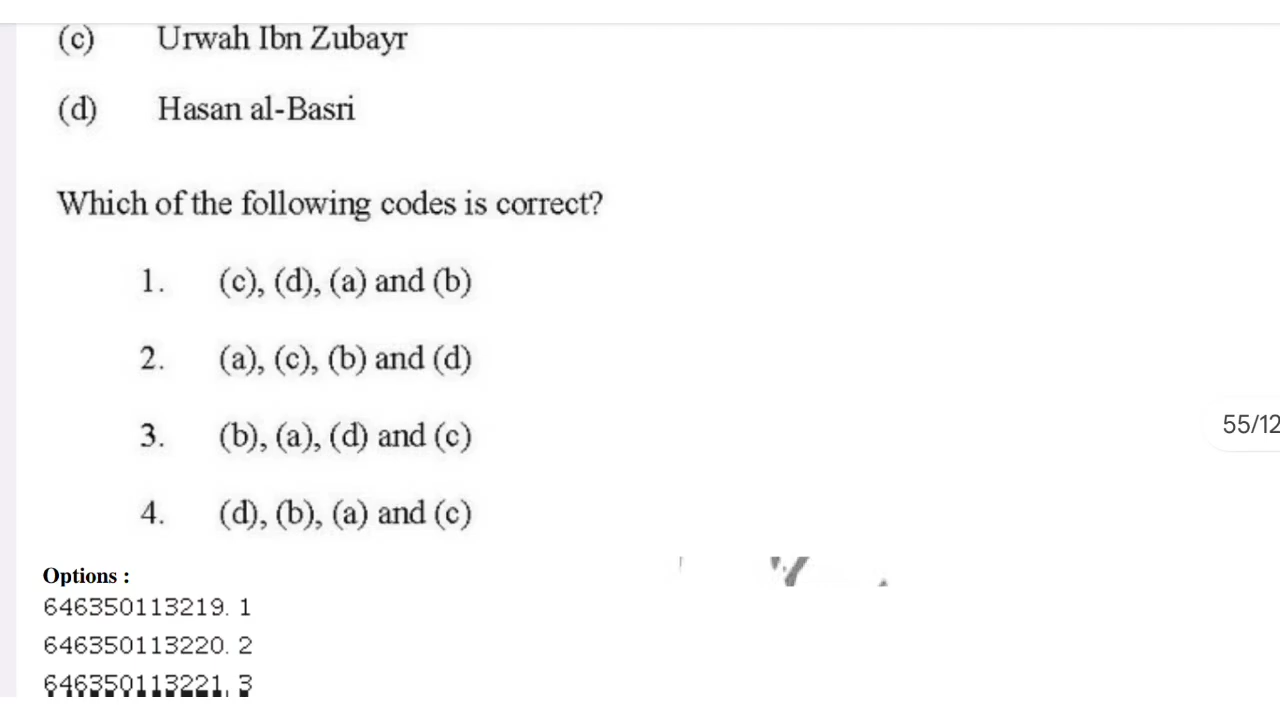 (c) Urwah Ibn Zubayr
(d) Hasan al-Basri
Which of the following codes is correct?
1. (c), (d), (a) and (b)
2. (a), (c), (b) and (d)
3. (b), (a), (d) and (c)
4. (d), (b), (a) and (c)
55/12
Options :
646350113219. 1
646350113220. 2
646350113221. 3